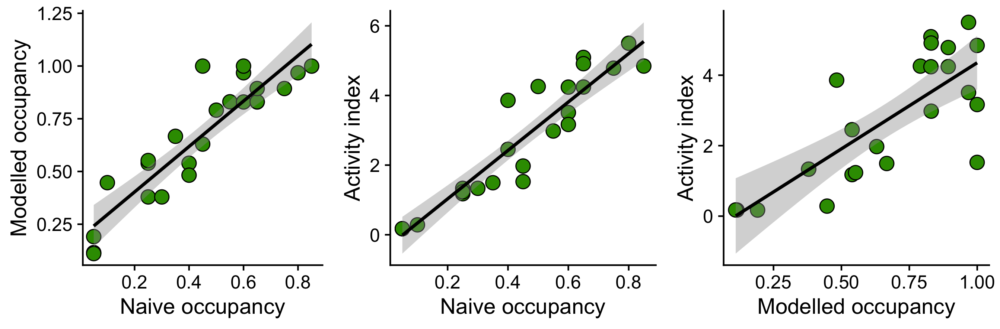 Modelled occupancy
1.25
1.00
0.75
0.50
0.25
0.2 0.4 0.6 0.8
Naive occupancy
Activity index
6
4
2
0
0.2 0.4 0.6 0.8
Naive occupancy
Activity index
4
2
0
0.25 0.50 0.75 1.00
Modelled occupancy